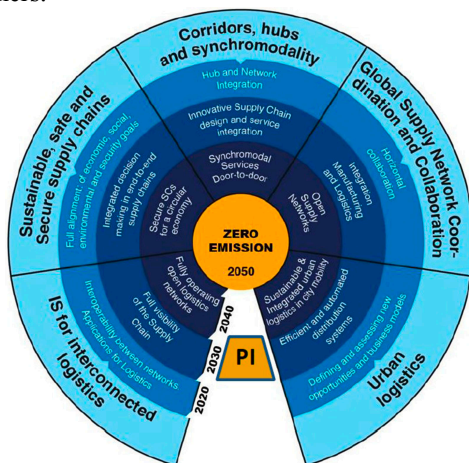 ners.
Corridors, hubs
and synchromodality
Hub and Network
Integration
Innovative Supply Chain
design and service
integration
Synchromodal
Services
Door-to-door
Global Supply Network Coor-
dination and Collaboration
Horizontal
collaboration
Integration
Manufacturing
and Logistics
Open
Supply
Networks
Urban
logistics
Defining and assessing new
opportunities and business models
Efficient and automated
distribution
systems
Sustainable &
Integrated urban
logistics in city mobility
Sustainable, safe and
Secure supply chains
Full alignment: of economic, social,
environmental and security goals
Integrated decision
making in end-to-end
supply chains
Secure SCs
for a circular
economy
IS for interconnected
logistics
Interoperability between networks
Applications for Logistics
Full visibility
of the Supply
Chain
Fully operating
open logistics
networks
ZERO
EMISSION
2050
2040
2030
2020
PI